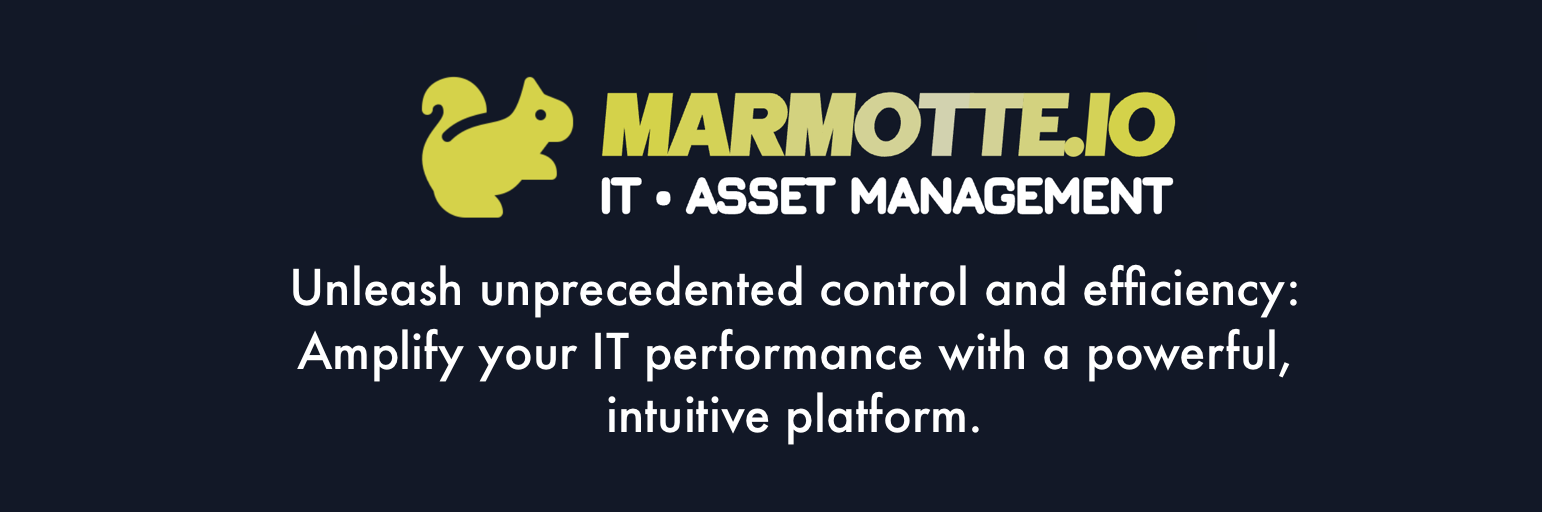 MARMOTTE.IO
IT • ASSET MANAGEMENT
Unleash unprecedented control and efficiency:
Amplify your IT performance with a powerful,
intuitive platform.